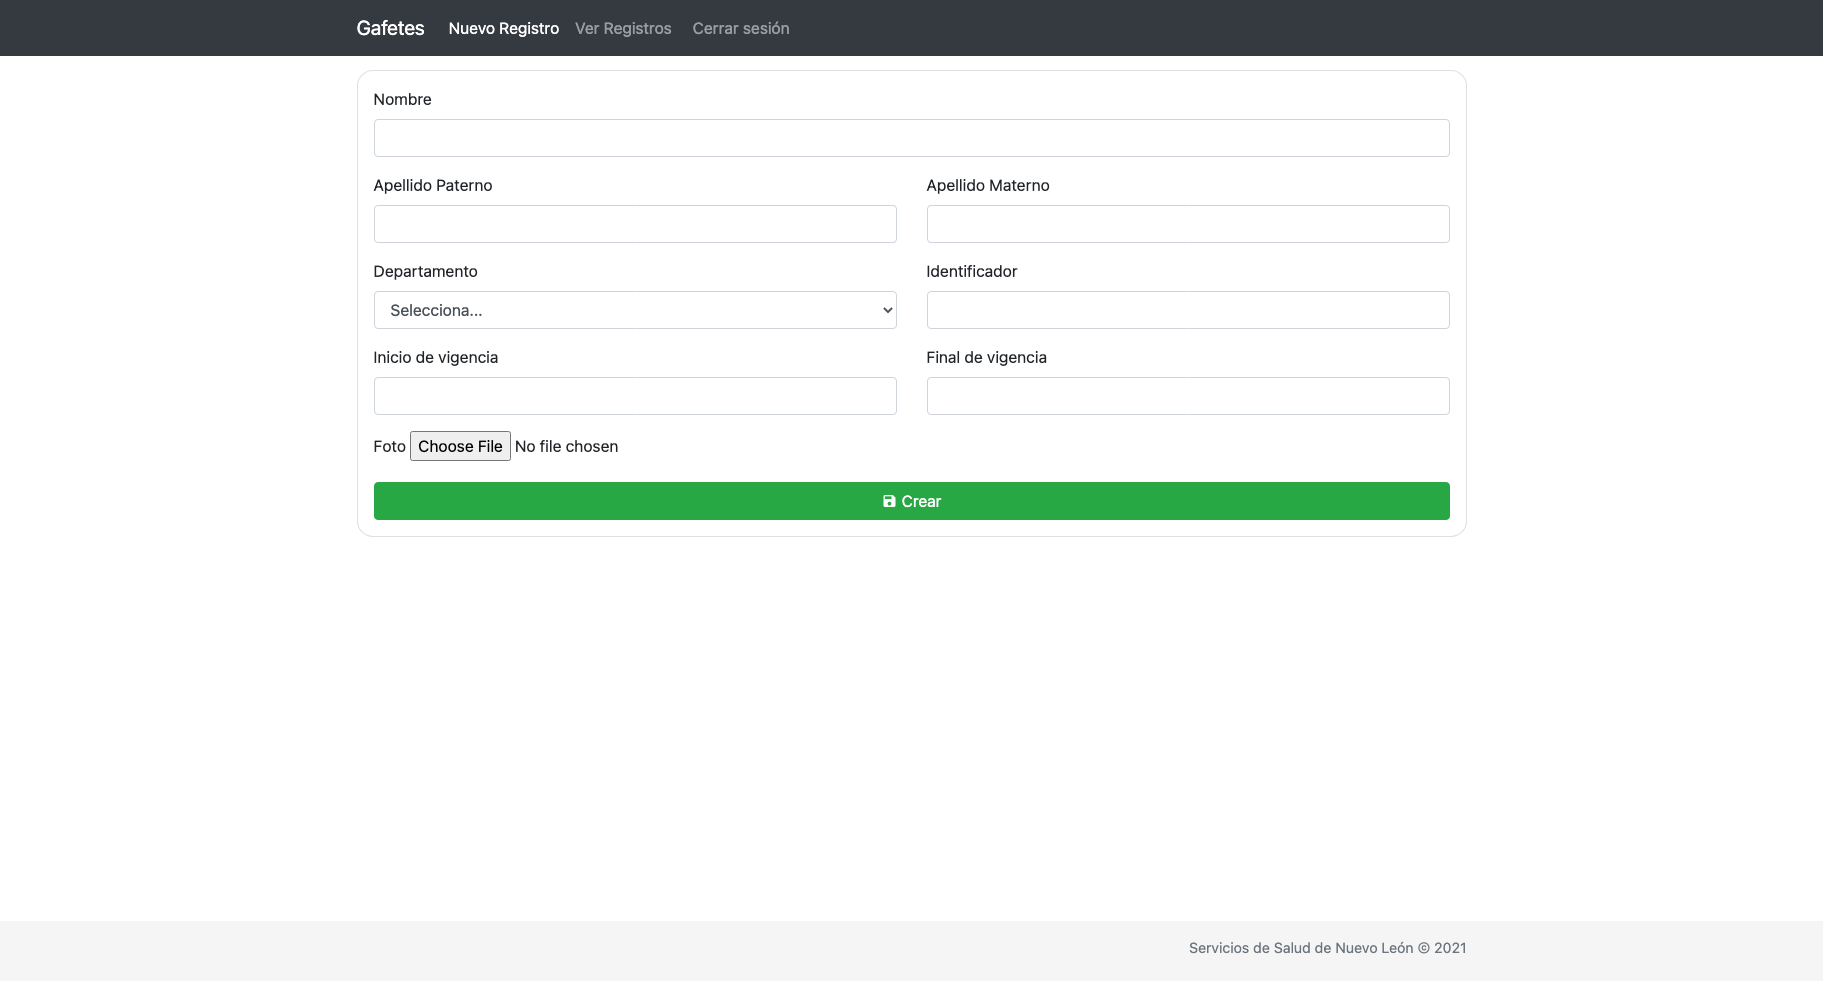 Gafetes Nuevo Registro Ver Registros Cerrar sesión
Nombre
Apellido Paterno Apellido Materno
Departamento Identificador
Selecciona...
Inicio de vigencia Final de vigencia
Foto Choose File No file chosen
Crear
Servicios de Salud de Nuevo León © 2021